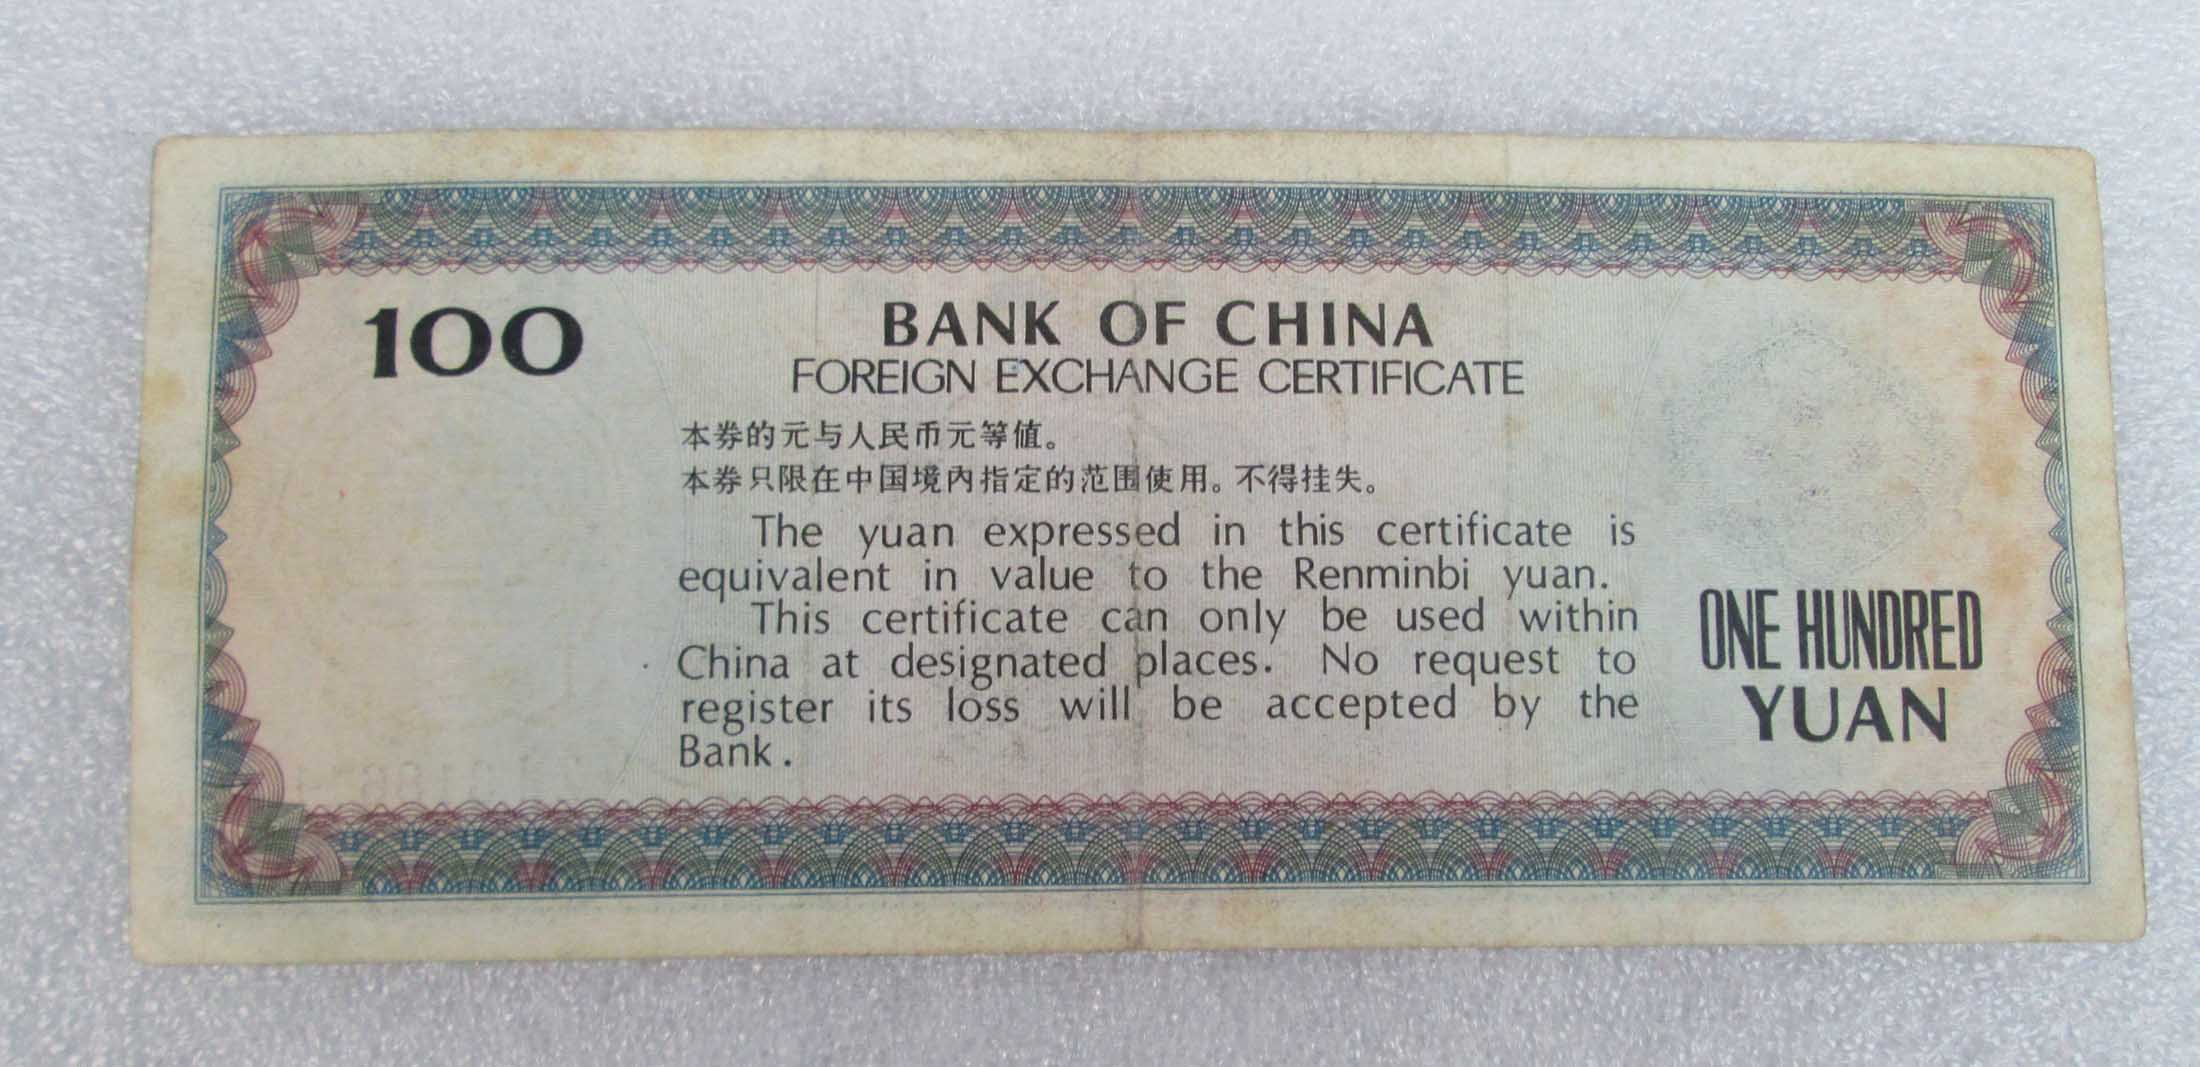 100
BANK OF CHINA
FOREIGN EXCHANGE CERTIFICATE
本券的元与人民币元等值。
本券只限在中国境内指定的范围使用。不得挂失。
The yuan expressed in this certificate is
equivalent in value to the Renminbi yuan.
This certificate can only be used within
China at designated places. No request to
register its loss will be accepted by the
Bank.
ONE HUNDRED
YUAN